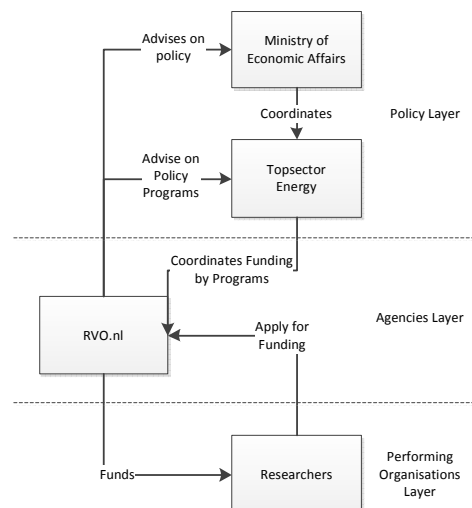 Advises on
policy
Ministry of
Economic Affairs
Coordinates
Policy Layer
Advise on
Policy
Programs
Topsector
Energy
Coordinates Funding
by Programs
RVO.nl
Apply for
Funding
Agencies Layer
Funds
Researchers
Performing
Organisations
Layer